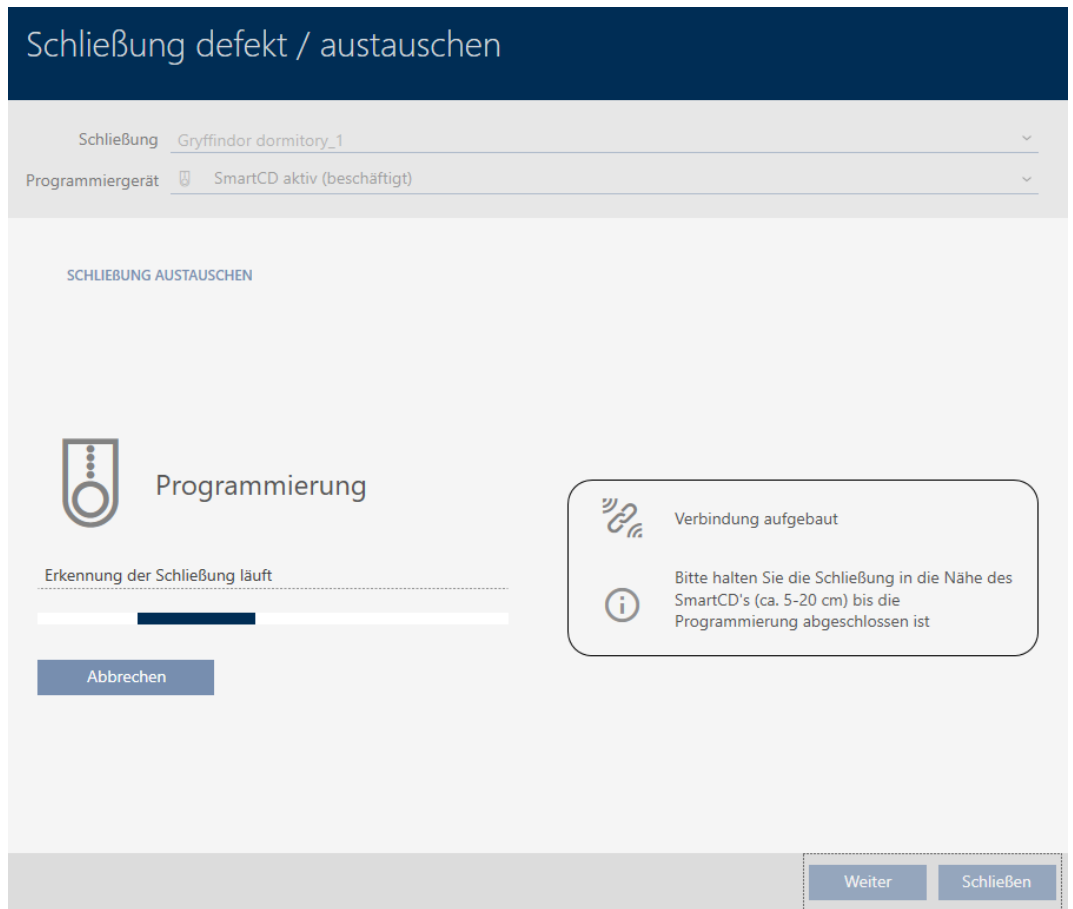 Schließung defekt / austauschen
Schließung Gryffindor dormitory_1
Programmiergerät SmartCD aktiv (beschäftigt)
SCHLIEßUNG AUSTAUSCHEN
Programmierung
Erkennung der Schließung läuft
Abbrechen
Verbindung aufgebaut
Bitte halten Sie die Schließung in die Nähe des
SmartCD's (ca. 5-20 cm) bis die
Programmierung abgeschlossen ist
Weiter Schließen